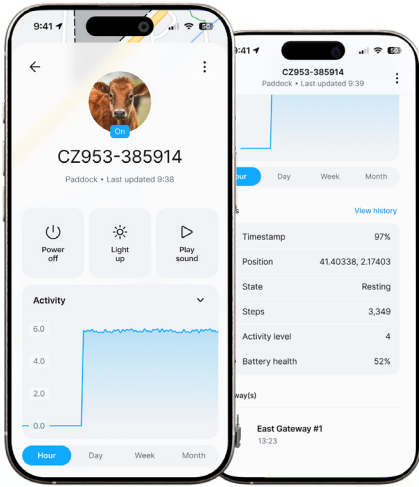 9:41
50
On
CZ953-385914
Paddock • Last updated 9:38
Power off
Light up
Play sound
Activity
6.0
4.0
2.0
0.0
Hour Day Week Month
9:41
50
CZ953-385914
Paddock • Last updated 9:39
Day Week Month
View history
Timestamp 97%
Position 41.40338, 2.17403
State Resting
Steps 3,349
Activity level 4
Battery health 52%
East Gateway #1
13:23